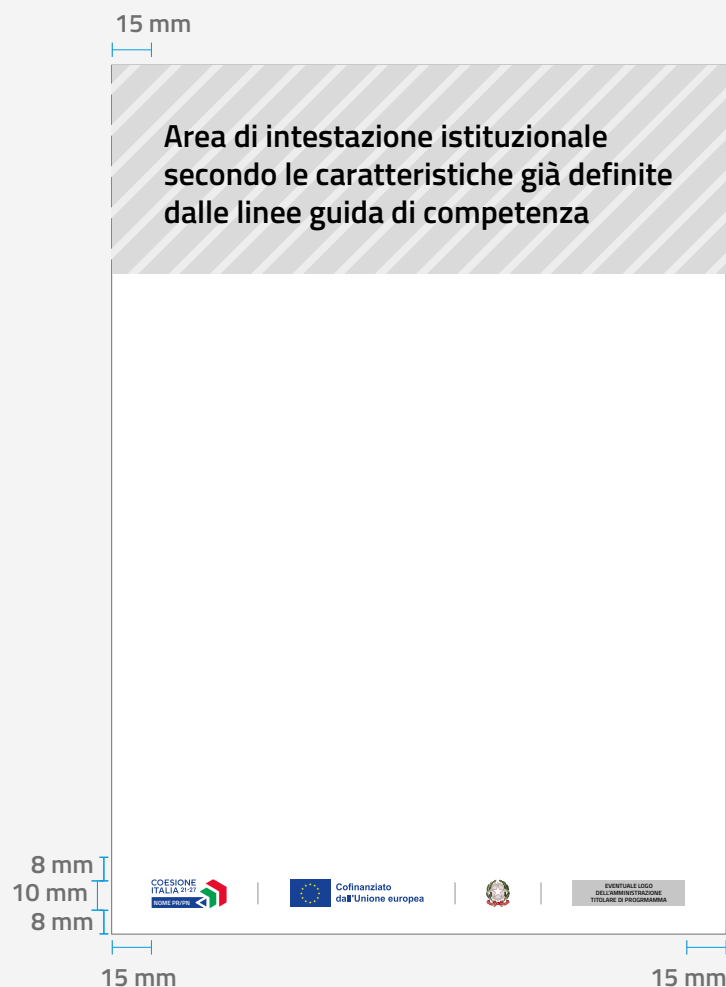 15 mm
Area di intestazione istituzionale
secondo le caratteristiche già definite
dalle linee guida di competenza
8 mm
10 mm
8 mm
COESIONE
ITALIA 21-27
NOME PR/PN
Cofinanziato
dall'Unione europea
EVENTUALE LOGO
DELL'AMMINISTRAZIONE
TITOLARE DI PROGRMAMMA
15 mm
15 mm